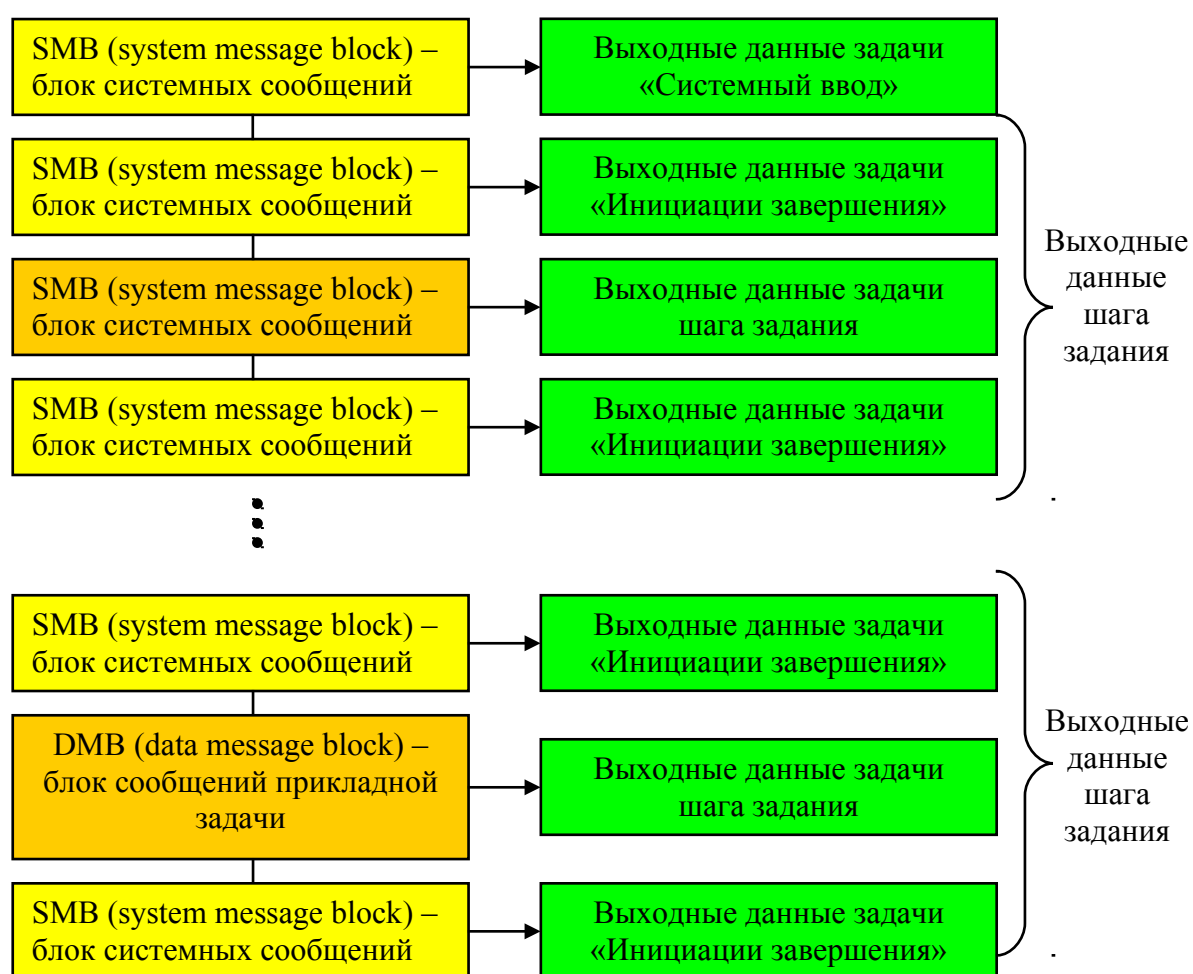 SMB (system message block) –
блок системных сообщений
Выходные данные задачи
«Системный ввод»
SMB (system message block) –
блок системных сообщений
Выходные данные задачи
«Инициации завершения»
SMB (system message block) –
блок системных сообщений
Выходные данные задачи
шага задания
SMB (system message block) –
блок системных сообщений
Выходные данные задачи
«Инициации завершения»
Выходные
данные
шага
задания
SMB (system message block) –
блок системных сообщений
Выходные данные задачи
«Инициации завершения»
DMB (data message block) –
блок сообщений прикладной
задачи
Выходные данные задачи
шага задания
SMB (system message block) –
блок системных сообщений
Выходные данные задачи
«Инициации завершения»
Выходные
данные
шага
задания